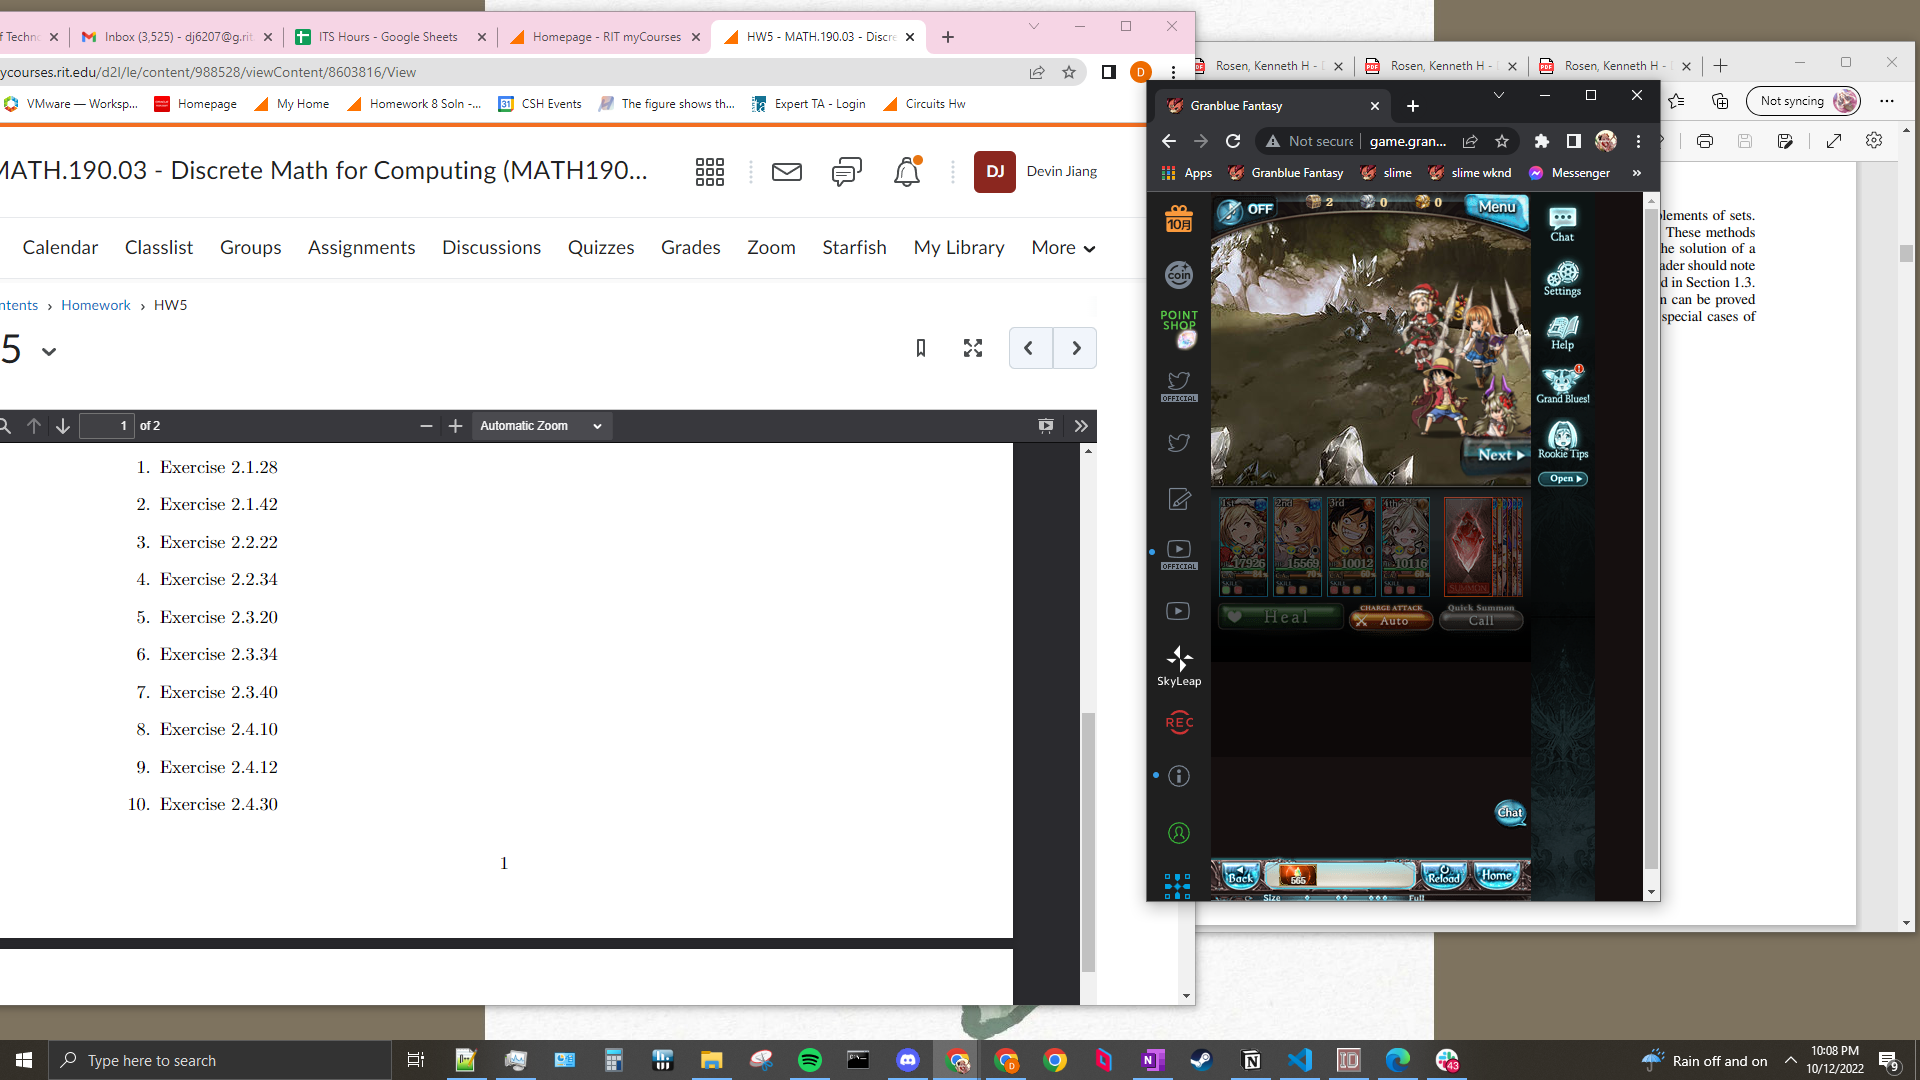 f Techno
Inbox (3,525) - dj6207@g.rit
ITS Hours - Google Sheets
Homepage - RIT myCourses
HW5 - MATH.190.03 - Discre
ycourses.rit.edu/d2l/le/content/988528/viewContent/8603816/View
D
VMware — Worksp...
Homepage
My Home
Homework 8 Soln -...
CSH Events
The figure shows th...
Expert TA - Login
Circuits Hw
MATH.190.03 - Discrete Math for Computing (MATH190...
DJ
Devin Jiang
Calendar
Classlist
Groups
Assignments
Discussions
Quizzes
Grades
Zoom
Starfish
My Library
More
ntents › Homework › HW5
5
1 of 2
Automatic Zoom
1. Exercise 2.1.28
2. Exercise 2.1.42
3. Exercise 2.2.22
4. Exercise 2.2.34
5. Exercise 2.3.20
6. Exercise 2.3.34
7. Exercise 2.3.40
8. Exercise 2.4.10
9. Exercise 2.4.12
10. Exercise 2.4.30
1
Rosen, Kenneth H -
Rosen, Kenneth H -
Rosen, Kenneth H -
Not syncing
plements of sets.
These methods
he solution of a
ader should note
d in Section 1.3.
n can be proved
special cases of
Granblue Fantasy
Not secure
game.gran...
Apps
Granblue Fantasy
slime
slime wknd
Messenger
»
10月
coin
POINT
SHOP
OFFICIAL
OFFICIAL
SkyLeap
REC
OFF
2
0
0
Menu
Next
1st
2nd
3rd
4th
17926
15569
10012
10116
SUMMON
Heal
CHARGE ATTACK
Auto
Quick Summon
Call
Chat
Settings
Help
Grand Blues!
Rookie Tips
Open
Chat
Back
565
Reload
Home
Size
Full
Type here to search
43
Rain off and on
10:08 PM
10/12/2022
9